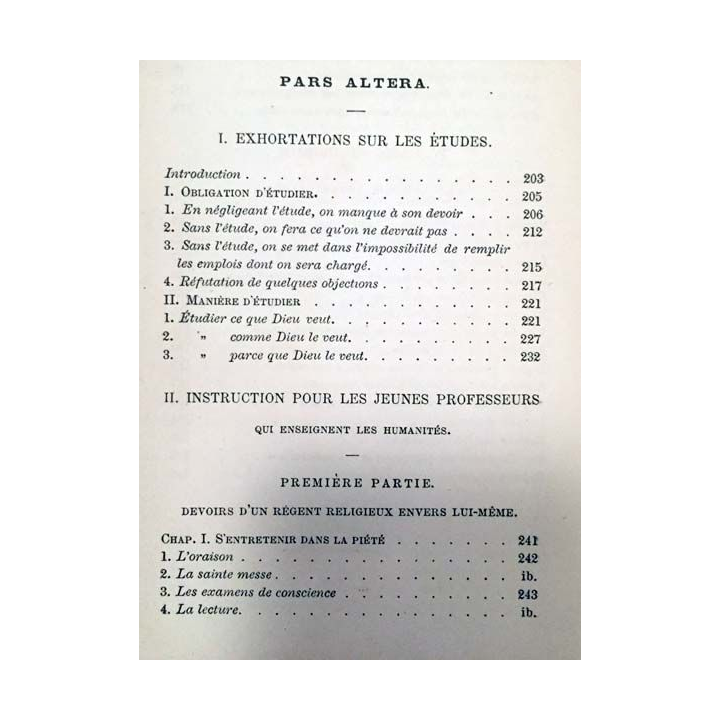 PARS ALTERA.
I. EXHORTATIONS SUR LES ÉTUDES.
Introduction . . . . . . . . . . . . . . . . 203
I. OBLIGATION D'ÉTUDIER. . . . . . . . . . . . 205
1. En négligeant l'étude, on manque à son devoir . . . 206
2. Sans l'étude, on fera ce qu'on ne devrait pas . . . . 212
3. Sans l'étude, on se met dans l'impossibilité de remplir
les emplois dont on sera chargé. . . . . . . . . 215
4. Réfutation de quelques objections . . . . . . . . 217
II. MANIÈRE D'ÉTUDIER . . . . . . . . . . . . 221
1. Étudier ce que Dieu veut. . . . . . . . . . . 221
2. „ comme Dieu le veut. . . . . . . . . . 227
3. „ parce que Dieu le veut. . . . . . . . . 232
II. INSTRUCTION POUR LES JEUNES PROFESSEURS
QUI ENSEIGNENT LES HUMANITÉS.
PREMIÈRE PARTIE.
DEVOIRS D'UN RÉGENT RELIGIEUX ENVERS LUI-MÊME.
CHAP. I. S'ENTRETENIR DANS LA PIÉTÉ . . . . . . . 241
1. L'oraison . . . . . . . . . . . . . . . . 242
2. La sainte messe . . . . . . . . . . . . . . ib.
3. Les examens de conscience . . . . . . . . . . 243
4. La lecture. . . . . . . . . . . . . . . . ib.